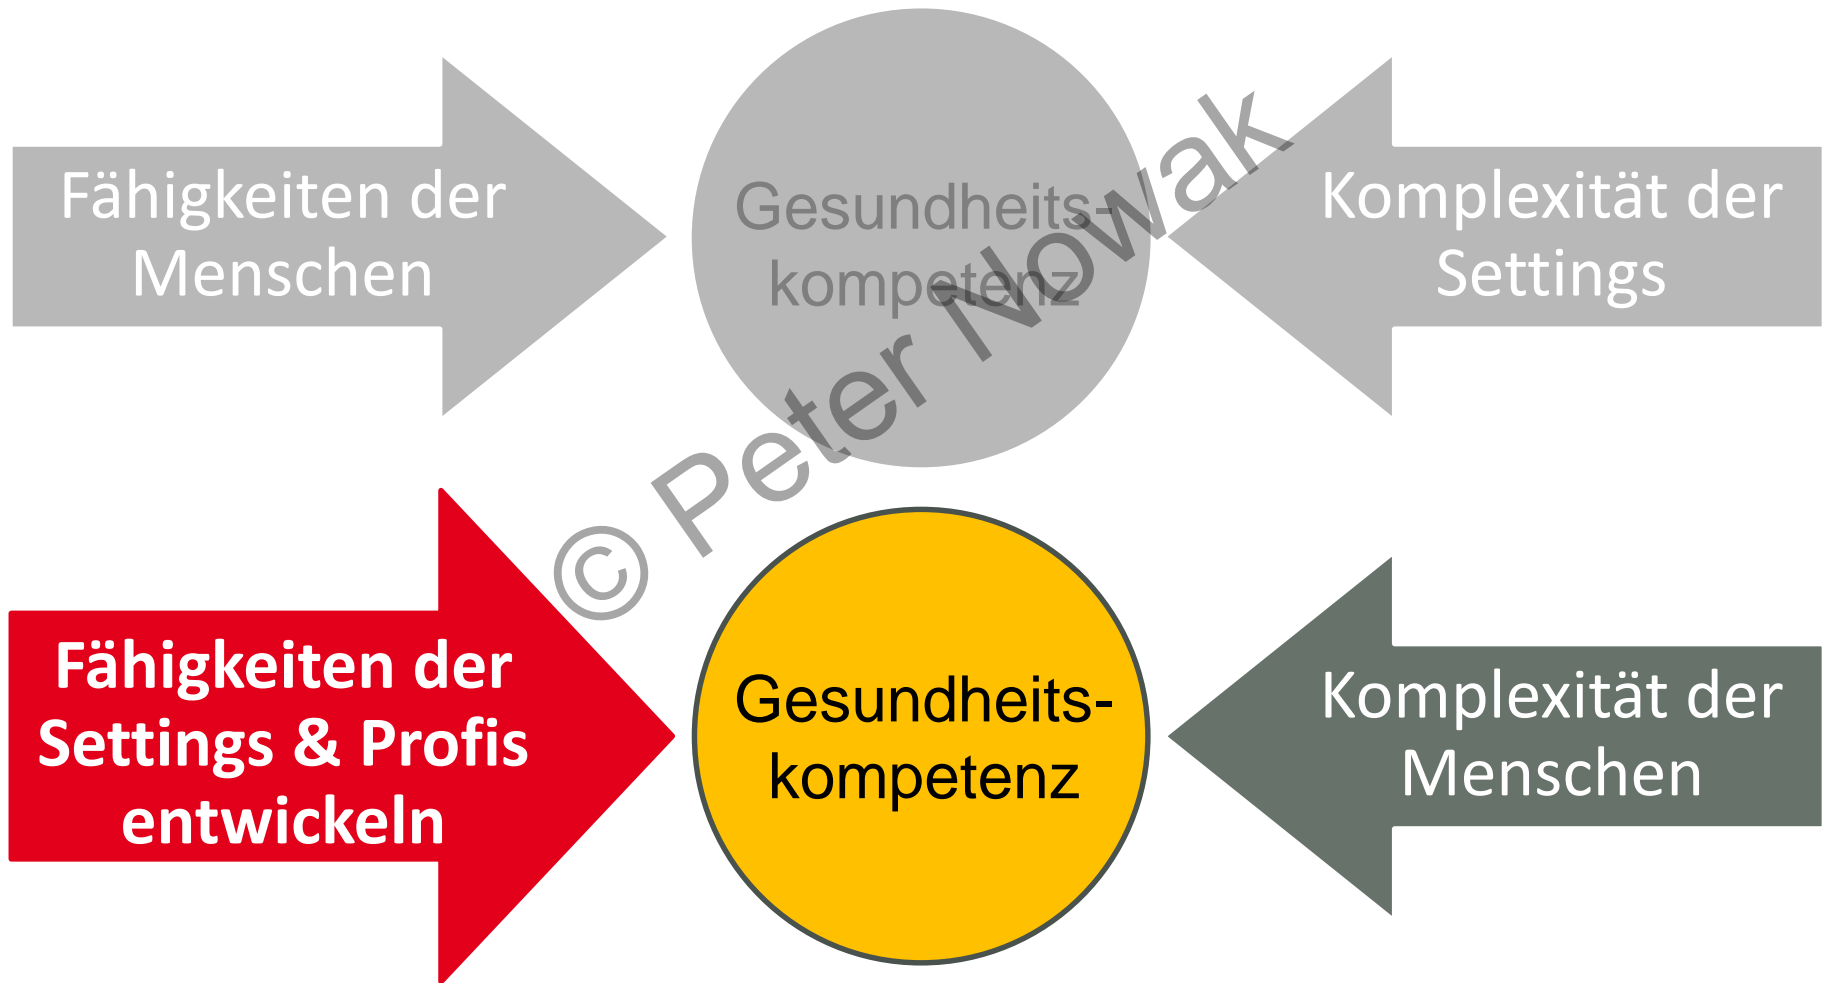 Fähigkeiten der
Menschen
Gesundheits-
kompetenz
Komplexität der
Settings
© Peter Nowak
Fähigkeiten der
Settings & Profis
entwickeln
Gesundheits-
kompetenz
Komplexität der
Menschen